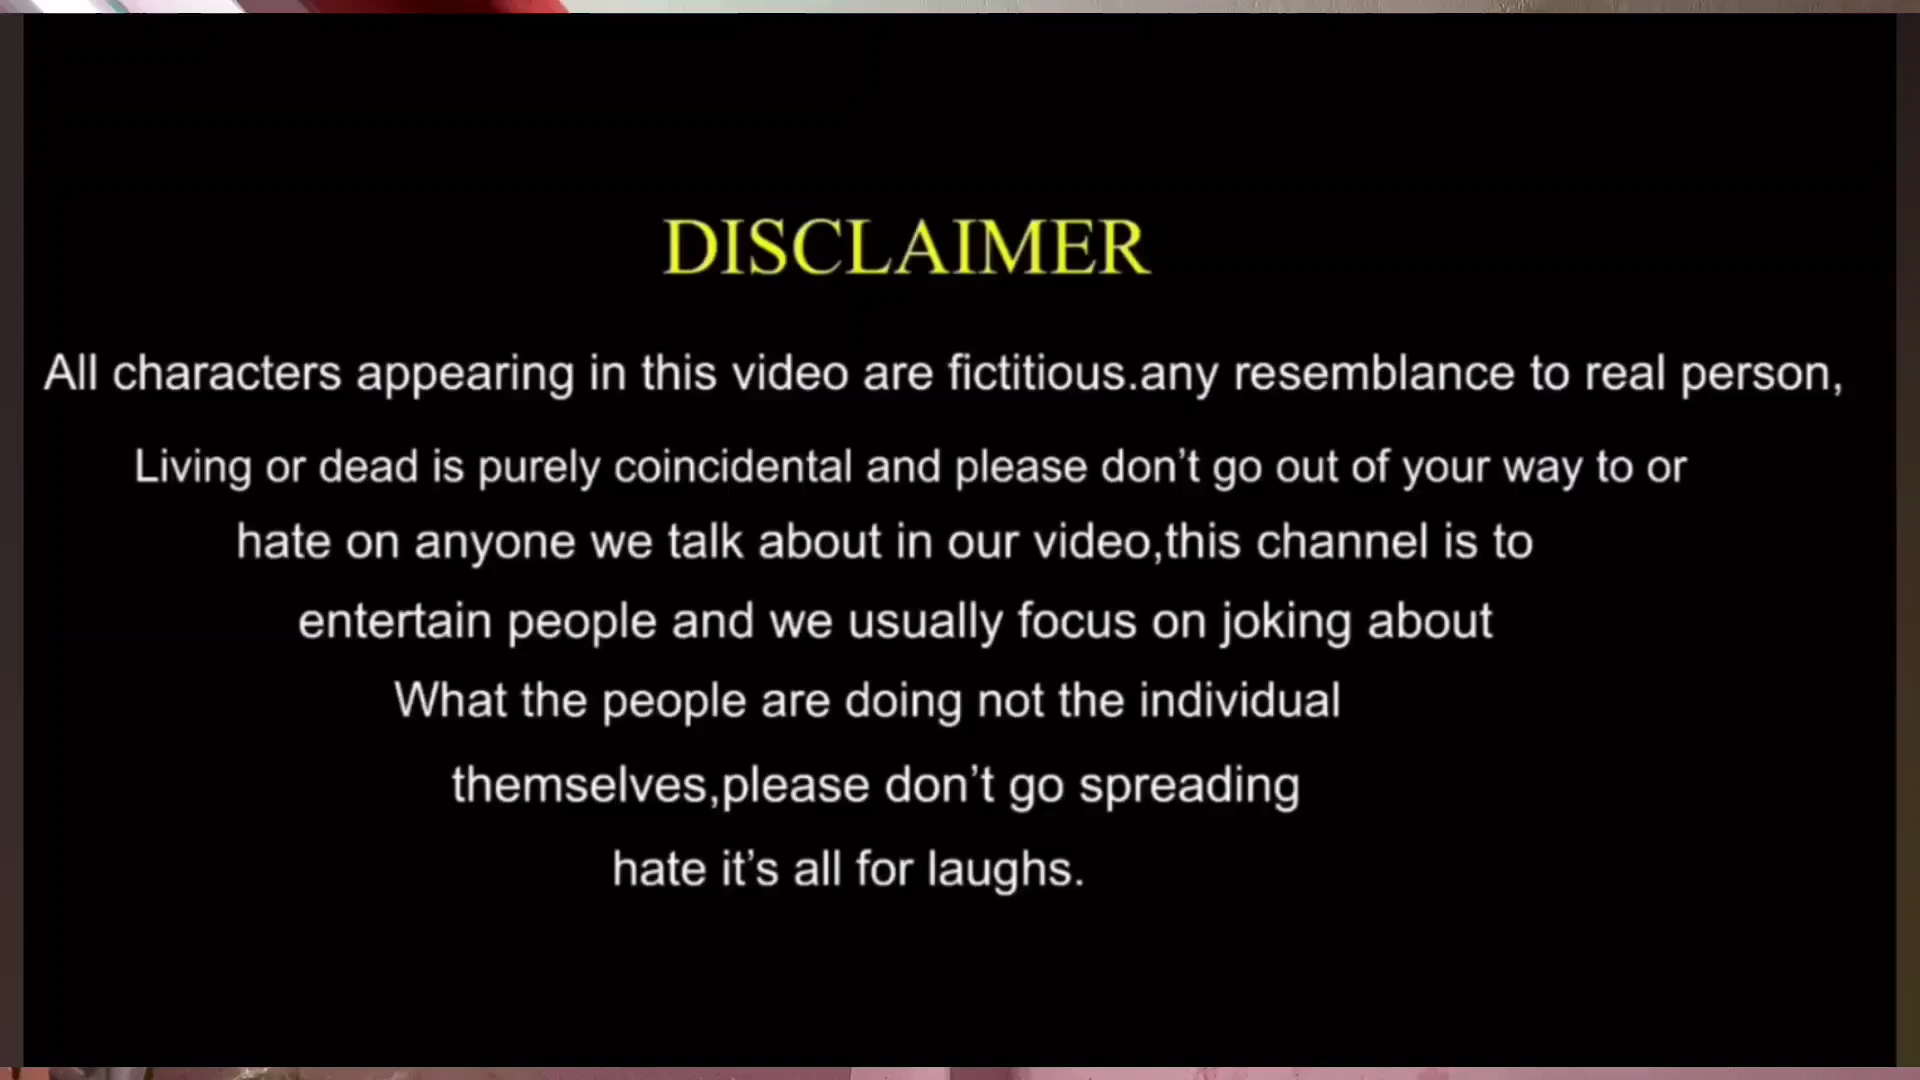 DISCLAIMER
All characters appearing in this video are fictitious.any resemblance to real person,
Living or dead is purely coincidental and please don’t go out of your way to or
hate on anyone we talk about in our video,this channel is to
entertain people and we usually focus on joking about
What the people are doing not the individual
themselves,please don’t go spreading
hate it’s all for laughs.